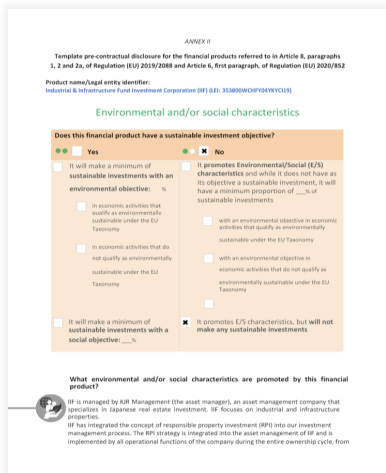 ANNEX II
Template pre-contractual disclosure for the financial products referred to in Article 8, paragraphs
1, 2 and 2a, of Regulation (EU) 2019/2088 and Article 6, first paragraph, of Regulation (EU) 2020/852
Product name/Legal entity identifier:
Industrial & Infrastructure Fund Investment Corporation (IIF) (LEI: 353800WCHFY04YKYCI19)
Environmental and/or social characteristics
Does this financial product have a sustainable investment objective?
Yes
No
It will make a minimum of
sustainable investments with an
environmental objective: %
in economic activities that
qualify as environmentally
sustainable under the EU
Taxonomy
in economic activities that do
not qualify as environmentally
sustainable under the EU
Taxonomy
It will make a minimum of
sustainable investments with a
social objective: ___%
It promotes Environmental/Social (E/S)
characteristics and while it does not have as
its objective a sustainable investment, it will
have a minimum proportion of ___% of
sustainable investments
with an environmental objective in economic
activities that qualify as environmentally
sustainable under the EU Taxonomy
with an environmental objective in
economic activities that do not qualify as
environmentally sustainable under the EU
Taxonomy
It promotes E/S characteristics, but will not
make any sustainable investments
What environmental and/or social characteristics are promoted by this financial
product?
IIF is managed by KJR Management (the asset manager), an asset management company that
specializes in Japanese real estate investment. IIF focuses on industrial and infrastructure
properties.
IIF has integrated the concept of responsible property investment (RPI) into our investment
management process. The RPI strategy is integrated into the asset management of IIF and is
implemented by all operational functions of the company during the entire ownership cycle, from